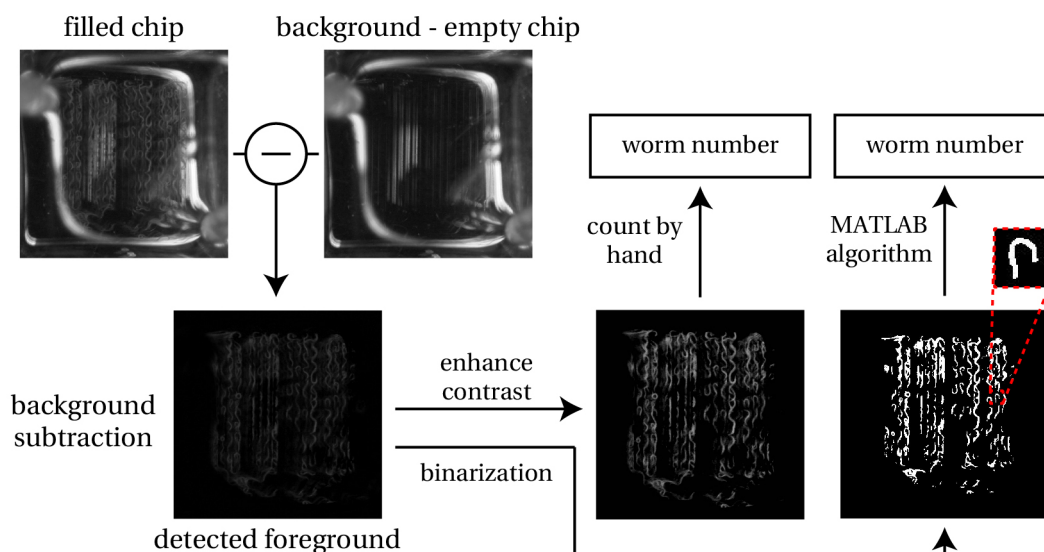 filled chip
background - empty chip
worm number
worm number
count by
hand
MATLAB
algorithm
background
subtraction
enhance
contrast
binarization
detected foreground